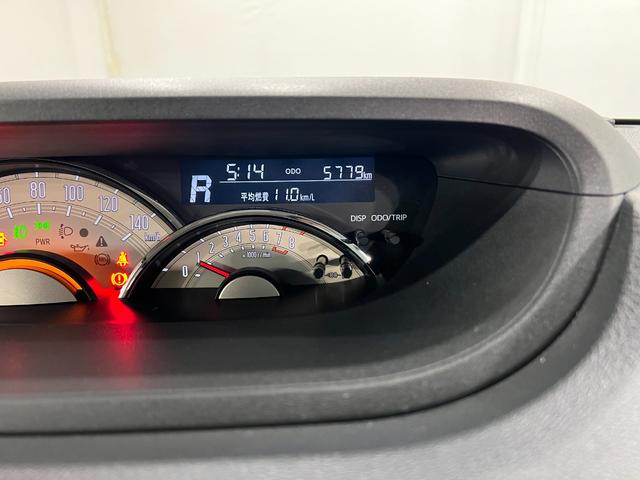 5:14 ODO 5779km
R
平均燃費 11.0km/L
DISP ODO/TRIP
60 80 100 120 140
km/h
PWR
0 1 2 3 4 5 6 7 8
×1000r/min